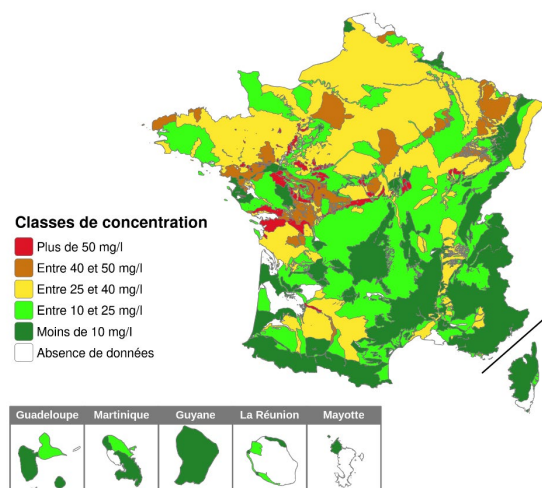 Classes de concentration
Plus de 50 mg/l
Entre 40 et 50 mg/l
Entre 25 et 40 mg/l
Entre 10 et 25 mg/l
Moins de 10 mg/l
Absence de données
Guadeloupe Martinique Guyane La Réunion Mayotte